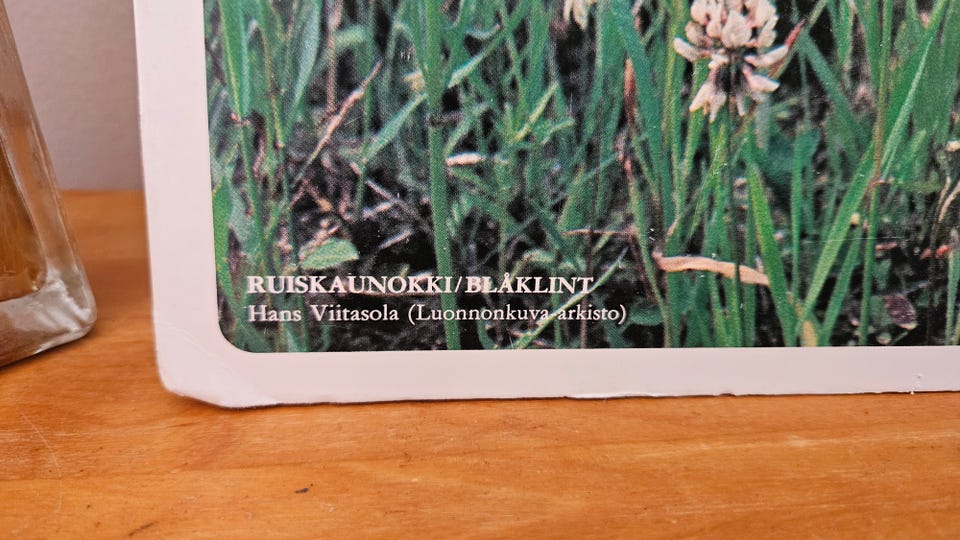 RUISKAUNOKKI/BLÅKLINT
Hans Viitasola (Luonnonkuva-arkisto)